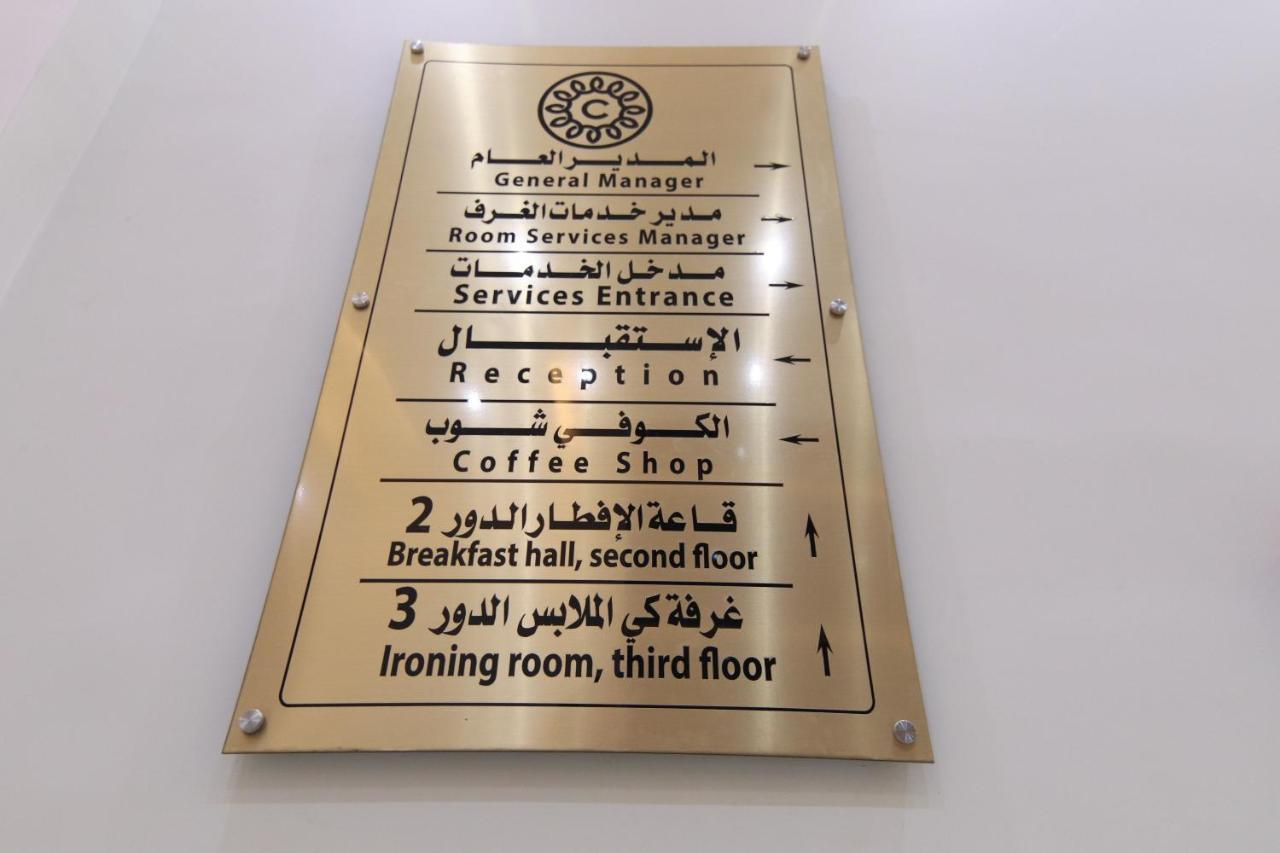 C
المدير العام
General Manager
مدير خدمات الغرف
Room Services Manager
مدخل الخدمات
Services Entrance
الإستقبال
Reception
الكوفي شوب
Coffee Shop
قاعة الإفطار الدور 2
Breakfast hall, second floor
غرفة كي الملابس الدور 3
Ironing room, third floor